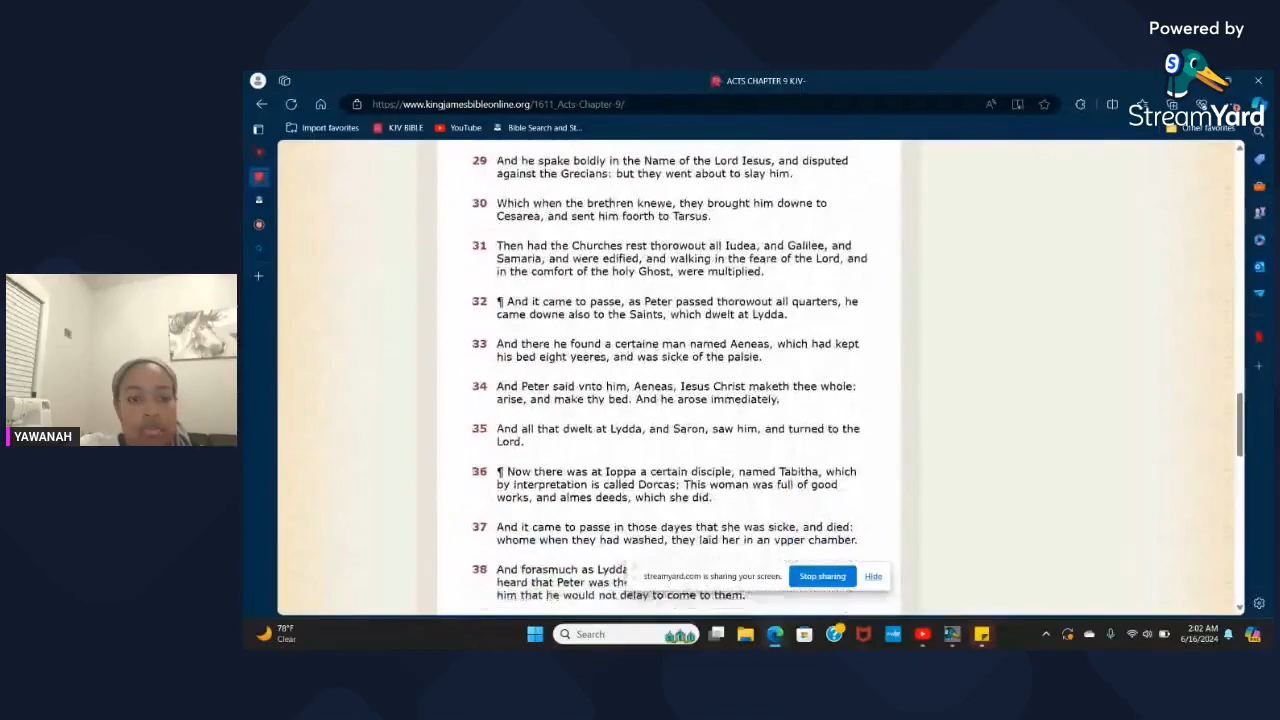 Powered by
S
StreamYard
ACTS CHAPTER 9 KJV-
https://www.kingjamesbibleonline.org/1611_Acts-Chapter-9/
Import favorites
KJV BIBLE
YouTube
Bible Search and St...
Other favorites
29 And he spake boldly in the Name of the Lord Iesus, and disputed
against the Grecians: but they went about to slay him.
30 Which when the brethren knewe, they brought him downe to
Cesarea, and sent him foorth to Tarsus.
31 Then had the Churches rest thorowout all Iudea, and Galilee, and
Samaria, and were edified, and walking in the feare of the Lord, and
in the comfort of the holy Ghost, were multiplied.
32 ¶ And it came to passe, as Peter passed thorowout all quarters, he
came downe also to the Saints, which dwelt at Lydda.
33 And there he found a certaine man named Aeneas, which had kept
his bed eight yeeres, and was sicke of the palsie.
34 And Peter said vnto him, Aeneas, Iesus Christ maketh thee whole:
arise, and make thy bed. And he arose immediately.
35 And all that dwelt at Lydda, and Saron, saw him, and turned to the
Lord.
36 ¶ Now there was at Ioppa a certain disciple, named Tabitha, which
by interpretation is called Dorcas; This woman was full of good
works, and almes deeds, which she did.
37 And it came to passe in those dayes that she was sicke, and died:
whome when they had washed, they laid her in an vpper chamber.
38 And forasmuch as Lydda
heard that Peter was the
him that he would not delay to come to them.
streamyard.com is sharing your screen.
Stop sharing
Hide
YAWANAH
78°F
Clear
Search
2:02 AM
6/16/2024